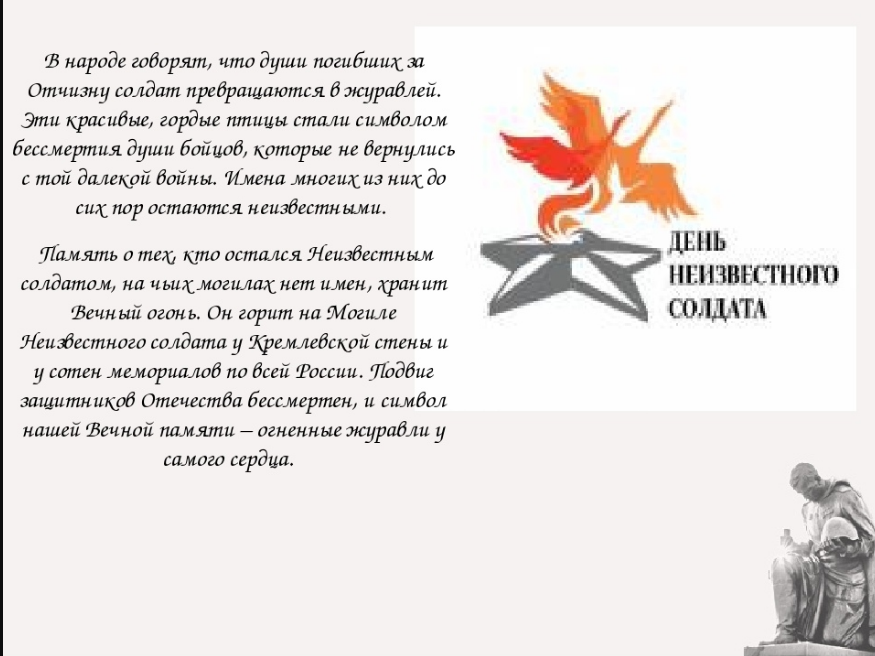 В народе говорят, что души погибших за
Отчизну солдат превращаются в журавлей.
Эти красивые, гордые птицы стали символом
бессмертия души бойцов, которые не вернулись
с той далекой войны. Имена многих из них до
сих пор остаются неизвестными.
Память о тех, кто остался Неизвестным
солдатом, на чьих могилах нет имен, хранит
Вечный огонь. Он горит на Могиле
Неизвестного солдата у Кремлевской стены и
у сотен мемориалов по всей России. Подвиг
защитников Отечества бессмертен, и символ
нашей Вечной памяти – огненные журавли у
самого сердца.
ДЕНЬ
НЕИЗВЕСТНОГО
СОЛДАТА